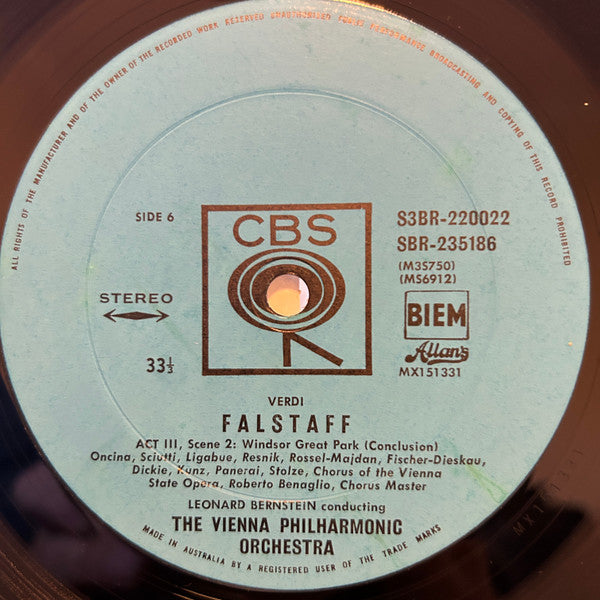 ALL RIGHTS OF THE MANUFACTURER AND OF THE OWNER OF THE RECORDED WORK RESERVED UNAUTHORISED PUBLIC PERFORMANCE BROADCASTING AND COPYING OF THIS RECORD PROHIBITED
SIDE 6
CBS
S3BR-220022
SBR-235186
(M3S750)
(MS6912)
STEREO
BIEM
Allan's
33⅓
MX151331
VERDI
FALSTAFF
ACT III, Scene 2: Windsor Great Park (Conclusion)
Oncina, Sciutti, Ligabue, Resnik, Rossel-Majdan, Fischer-Dieskau,
Dickie, Kunz, Panerai, Stolze, Chorus of the Vienna
State Opera, Roberto Benaglio, Chorus Master
LEONARD BERNSTEIN conducting
THE VIENNA PHILHARMONIC
ORCHESTRA
MADE IN AUSTRALIA BY A REGISTERED USER OF THE TRADE MARKS